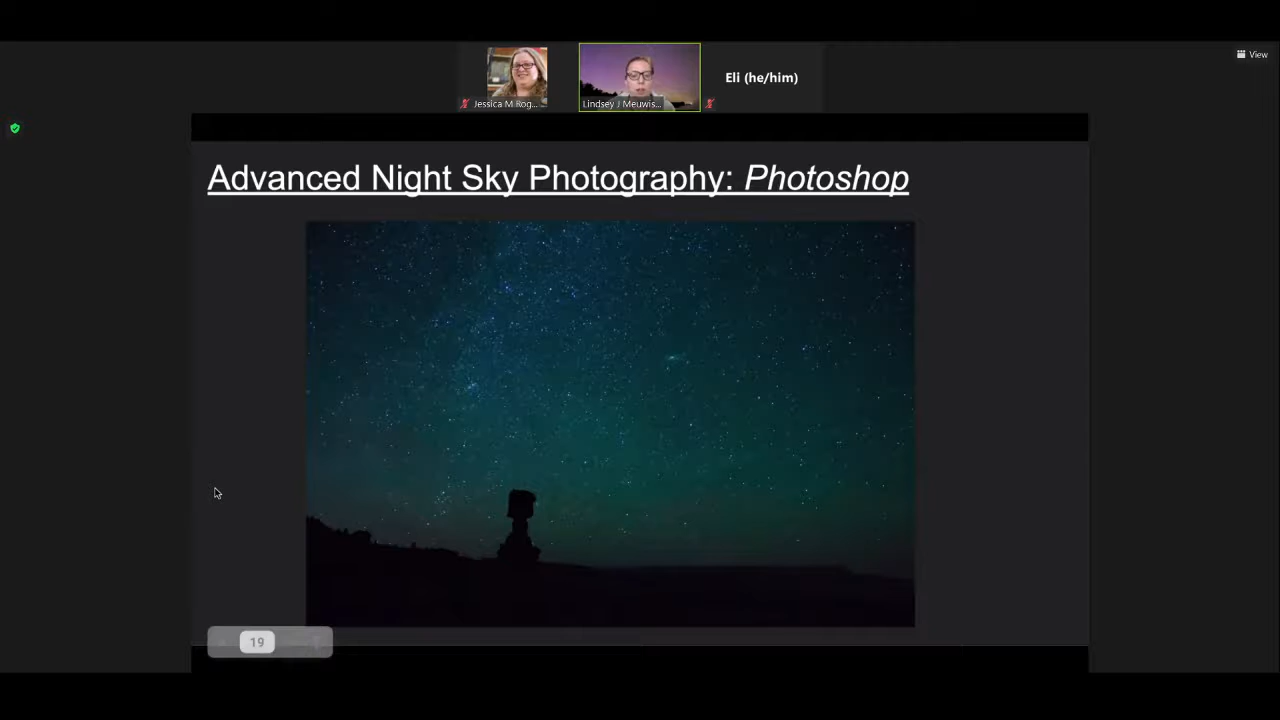 View
Eli (he/him)
Jessica M Rog...
Lindsey J Meuwis...
Advanced Night Sky Photography: Photoshop
19